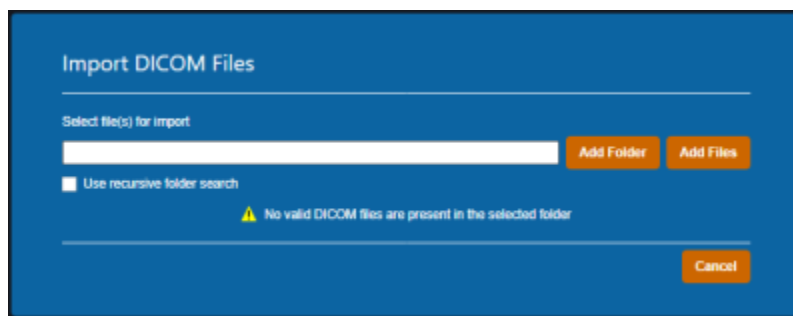 Import DICOM Files
Select file(s) for import
Add Folder Add Files
Use recursive folder search
No valid DICOM files are present in the selected folder
Cancel